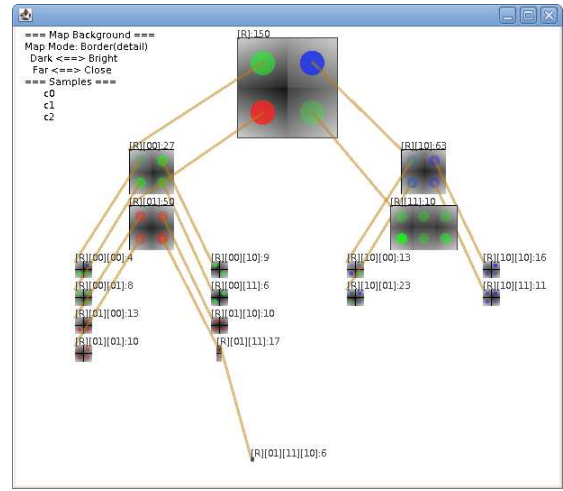 === Map Background ===
Map Mode: Border(detail)
Dark <==> Bright
Far <==> Close
=== Samples ===
c0
c1
c2
[R]:150
[R][00]:27
[R][10]:63
[R][01]:50
[R][11]:10
[R][00][00]:4
[R][00][10]:9
[R][10][00]:13
[R][10][10]:16
[R][00][01]:8
[R][00][11]:6
[R][10][01]:23
[R][10][11]:11
[R][01][00]:13
[R][01][10]:10
[R][01][01]:10
[R][01][11]:17
[R][01][11][10]:6